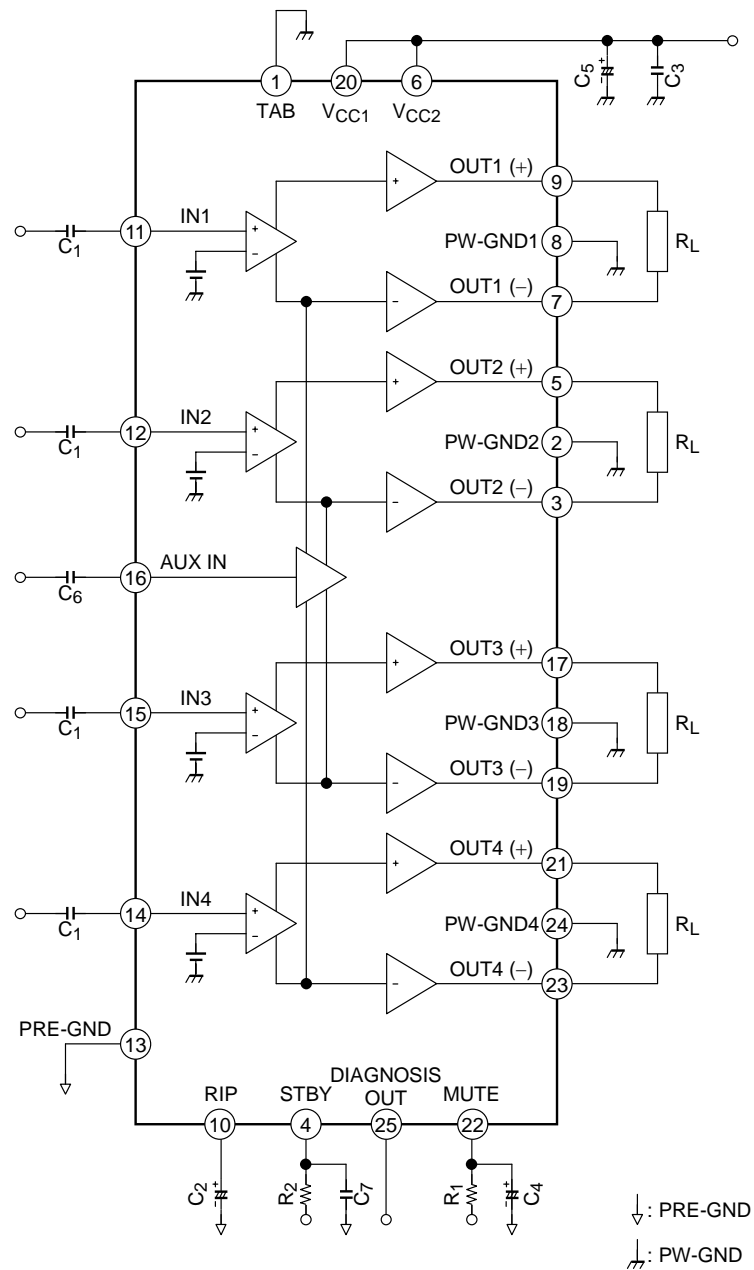 1 20 6
TAB VCC1 VCC2
C5 - + C3
OUT1 (+) 9
C1 11 IN1 + − +
PW-GND1 8 RL
− OUT1 (−) 7
OUT2 (+) 5
C1 12 IN2 + − +
PW-GND2 2 RL
− OUT2 (−) 3
C6 16 AUX IN
OUT3 (+) 17
C1 15 IN3 + − +
PW-GND3 18 RL
− OUT3 (−) 19
OUT4 (+) 21
C1 14 IN4 + − +
PW-GND4 24 RL
− OUT4 (−) 23
PRE-GND 13
RIP STBY DIAGNOSIS OUT MUTE
10 4 25 22
C2 - + R2 C7 R1 C4 - +
: PRE-GND
: PW-GND